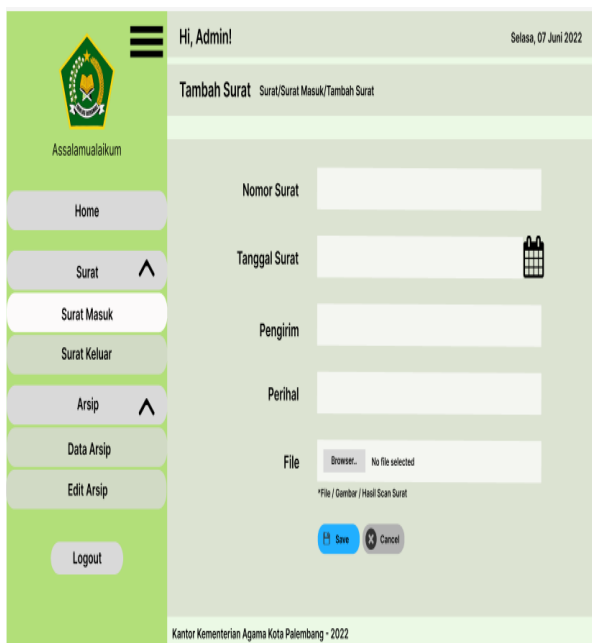 Hi, Admin!
Selasa, 07 Juni 2022
Tambah Surat Surat/Surat Masuk/Tambah Surat
Assalamualaikum
Home
Surat
Surat Masuk
Surat Keluar
Arsip
Data Arsip
Edit Arsip
Logout
Nomor Surat
Tanggal Surat
Pengirim
Perihal
File Browser.. No file selected
*File / Gambar / Hasil Scan Surat
Save Cancel
Kantor Kementerian Agama Kota Palembang - 2022